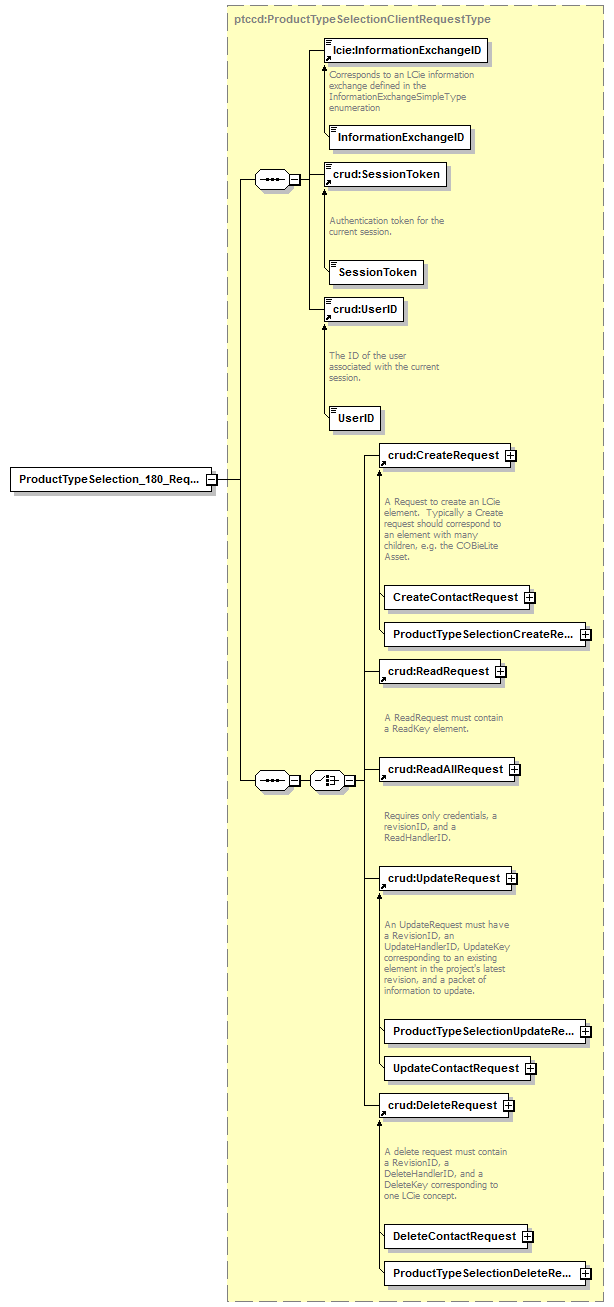 ptccd:ProductTypeSelectionClientRequestType
lcie:InformationExchangeID
Corresponds to an LCie information
exchange defined in the
InformationExchangeSimpleType
enumeration
InformationExchangeID
crud:SessionToken
Authentication token for the
current session.
SessionToken
crud:UserID
The ID of the user
associated with the current
session.
UserID
ProductTypeSelection_180_Req...
crud:CreateRequest
A Request to create an LCie
element.  Typically a Create
request should correspond to
an element with many
children, e.g. the COBieLite
Asset.
CreateContactRequest
ProductTypeSelectionCreateRe...
crud:ReadRequest
A ReadRequest must contain
a ReadKey element.
crud:ReadAllRequest
Requires only credentials, a
revisionID, and a
ReadHandlerID.
crud:UpdateRequest
An UpdateRequest must have
a RevisionID, an
UpdateHandlerID, UpdateKey
corresponding to an existing
element in the project's latest
revision, and a packet of
information to update.
ProductTypeSelectionUpdateRe...
UpdateContactRequest
crud:DeleteRequest
A delete request must contain
a RevisionID, a
DeleteHandlerID, and a
DeleteKey corresponding to
one LCie concept.
DeleteContactRequest
ProductTypeSelectionDeleteRe...